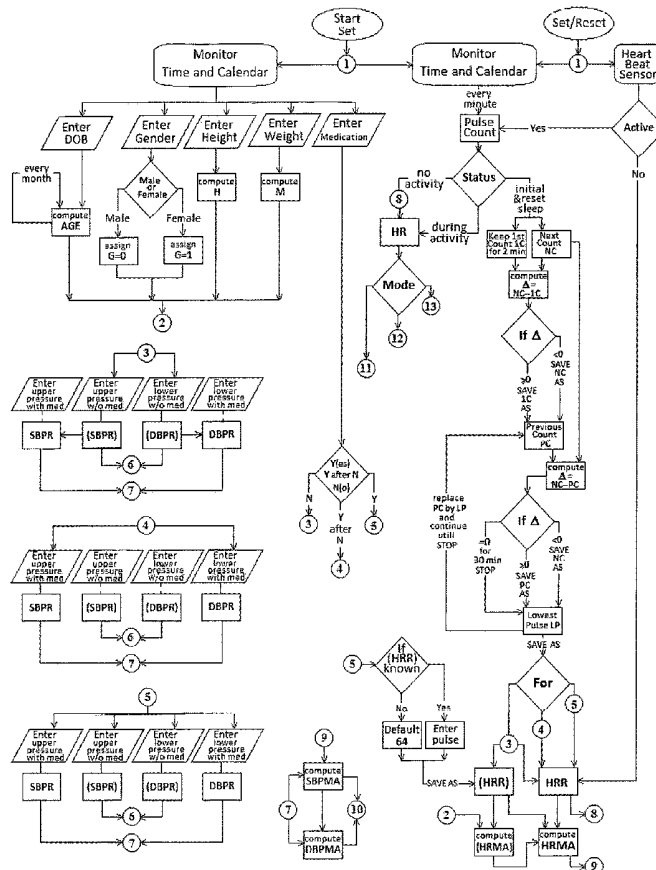 Start
Set
Set/Reset
Monitor
Time and Calendar
1
Monitor
Time and Calendar
1
Heart
Beat
Sensor
every
minute
Pulse
Count
Yes
Active
No
Enter
DOB
Enter
Gender
Enter
Height
Enter
Weight
Enter
Medication
every
month
compute
AGE
Male
or
Female
Male
Female
assign
G=0
assign
G=1
compute
H
compute
M
2
no
activity
Status
initial
&reset
sleep
8
HR
during
activity
Keep 1st
Count 1C
for 2 min
Next
Count
NC
Mode
compute
Δ=
NC-1C
11
12
13
If Δ
≥0
SAVE
1C
AS
<0
SAVE
NC
AS
Previous
Count
PC
compute
Δ=
NC-PC
3
Enter
upper
pressure
with med
Enter
upper
pressure
w/o med
Enter
lower
pressure
w/o med
Enter
lower
pressure
with med
SBPR
(SBPR)
(DBPR)
DBPR
6
7
Y(es)
Y after N
N(o)
N
Y
3
5
Y
after
N
4
replace
PC by LP
and
continue
utill
STOP
If Δ
=0
for
30 min
STOP
≥0
SAVE
PC
AS
<0
SAVE
NC
AS
Lowest
Pulse LP
SAVE AS
4
Enter
upper
pressure
with med
Enter
upper
pressure
w/o med
Enter
lower
pressure
w/o med
Enter
lower
pressure
with med
SBPR
(SBPR)
(DBPR)
DBPR
6
7
5
If
(HRR)
known
No
Yes
Default
64
Enter
pulse
SAVE AS
For
3
4
5
(HRR)
HRR
8
2
compute
(HRMA)
compute
HRMA
9
5
Enter
upper
pressure
with med
Enter
upper
pressure
w/o med
Enter
lower
pressure
w/o med
Enter
lower
pressure
with med
SBPR
(SBPR)
(DBPR)
DBPR
6
7
9
compute
SBPMA
7
10
compute
DBPMA